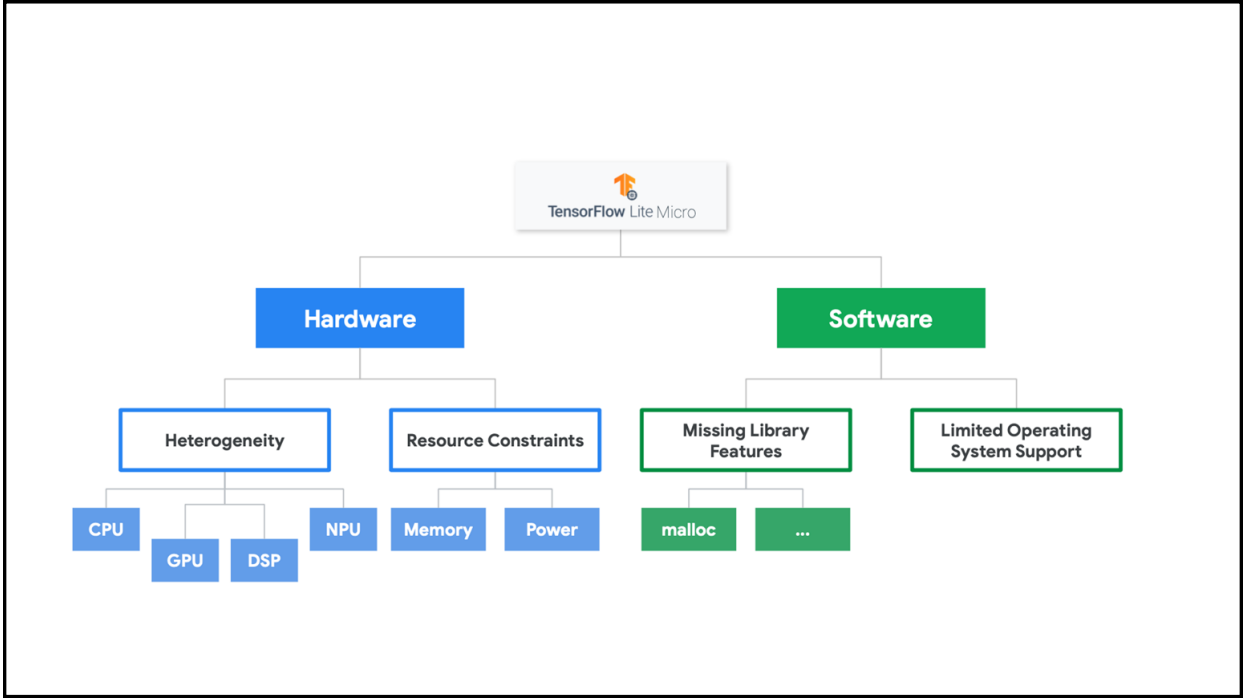 TensorFlow Lite Micro
Hardware
Software
Heterogeneity
Resource Constraints
Missing Library
Features
Limited Operating
System Support
CPU
GPU
DSP
NPU
Memory
Power
malloc
...